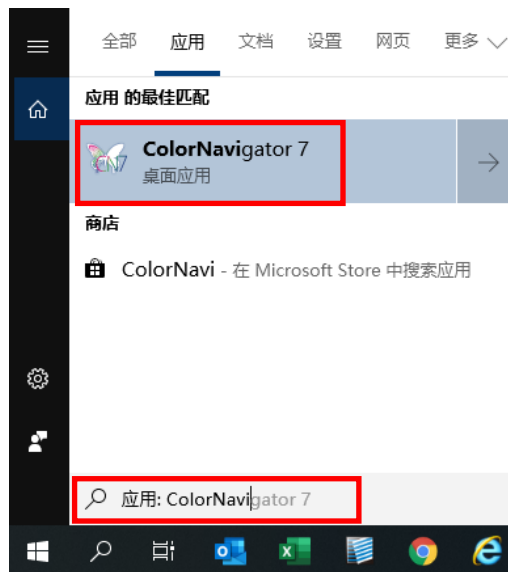 全部 应用 文档 设置 网页 更多
应用 的最佳匹配
ColorNavigator 7
桌面应用
商店
ColorNavi - 在 Microsoft Store 中搜索应用
应用: ColorNavigator 7